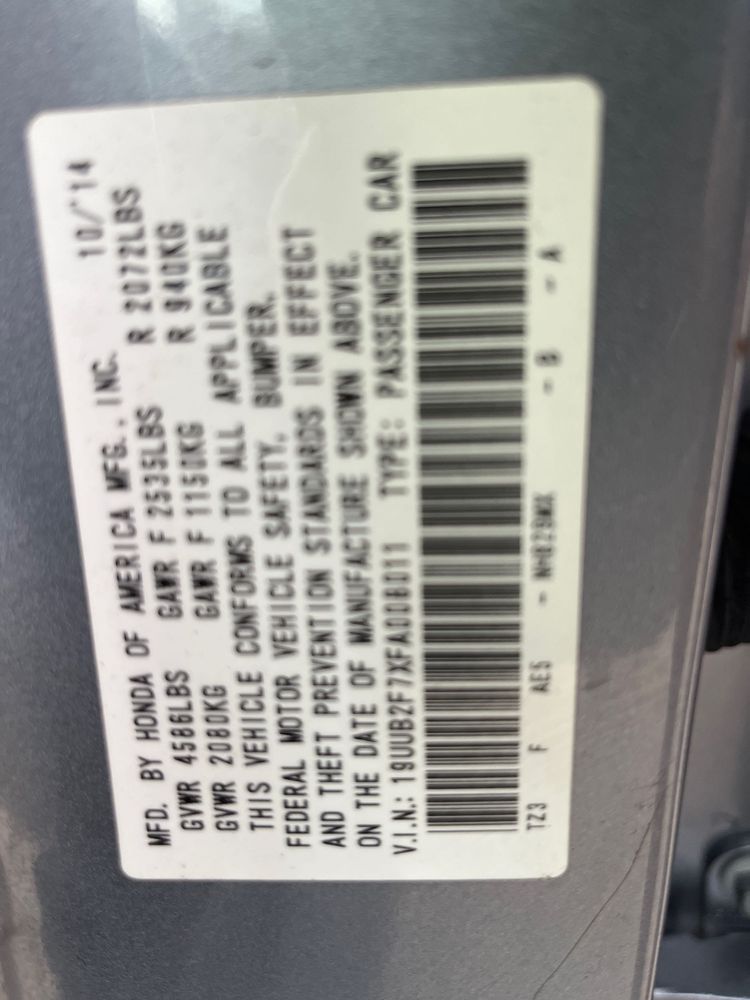 MFD. BY HONDA OF AMERICA MFG., INC. 10/'14
GVWR 4586LBS GAWR F 2535LBS R 2072LBS
GVWR 2080KG GAWR F 1150KG R 940KG
THIS VEHICLE CONFORMS TO ALL APPLICABLE
FEDERAL MOTOR VEHICLE SAFETY, BUMPER,
AND THEFT PREVENTION STANDARDS IN EFFECT
ON THE DATE OF MANUFACTURE SHOWN ABOVE.
V.I.N.: 19UUB2F7XFA008011 TYPE: PASSENGER CAR
TZ3 F AE5 - NH829MX - B - A